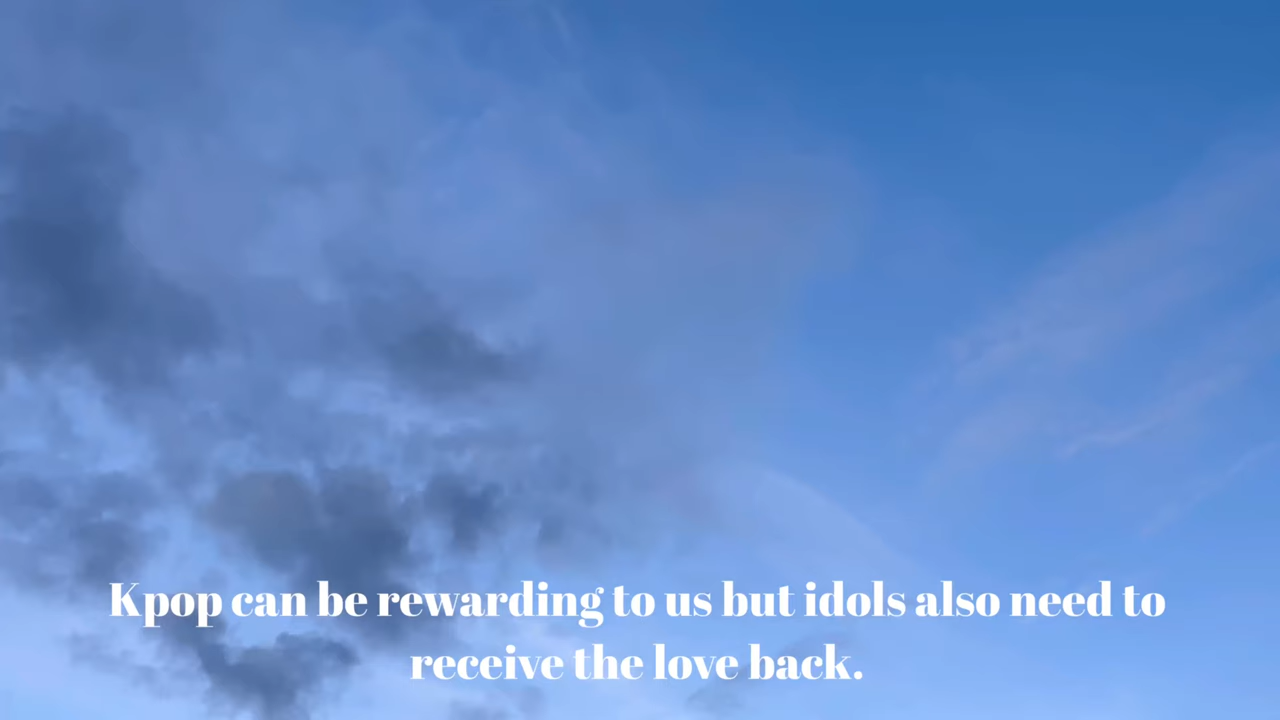 Kpop can be rewarding to us but idols also need to
receive the love back.